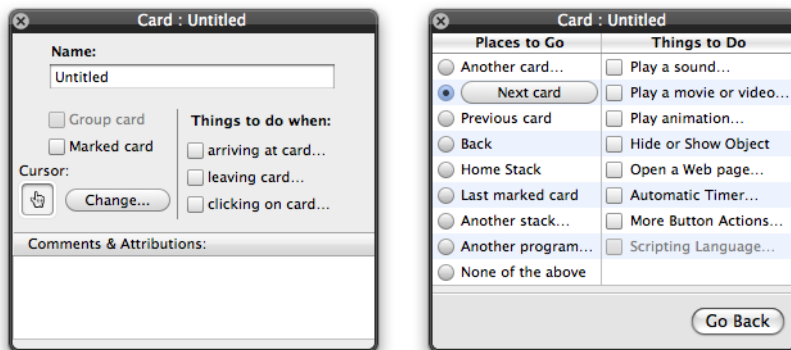 Card : Untitled
Name:
Untitled
Group card
Marked card
Cursor:
Change...
Things to do when:
arriving at card...
leaving card...
clicking on card...
Comments & Attributions:
Card : Untitled
Places to Go
Things to Do
Another card...
Play a sound...
Next card
Play a movie or video...
Previous card
Play animation...
Back
Hide or Show Object
Home Stack
Open a Web page...
Last marked card
Automatic Timer...
Another stack...
More Button Actions...
Another program...
Scripting Language...
None of the above
Go Back